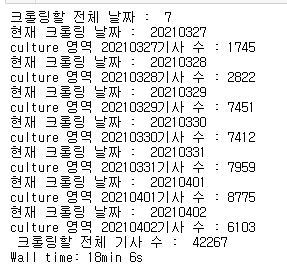 크롤링할 전체 날짜 :  7
현재 크롤링 날짜 :  20210327
culture 영역 20210327기사 수 : 1745
현재 크롤링 날짜 :  20210328
culture 영역 20210328기사 수 : 2822
현재 크롤링 날짜 :  20210329
culture 영역 20210329기사 수 : 7451
현재 크롤링 날짜 :  20210330
culture 영역 20210330기사 수 : 7412
현재 크롤링 날짜 :  20210331
culture 영역 20210331기사 수 : 7959
현재 크롤링 날짜 :  20210401
culture 영역 20210401기사 수 : 8775
현재 크롤링 날짜 :  20210402
culture 영역 20210402기사 수 : 6103
크롤링할 전체 기사 수 :  42267
Wall time: 18min 6s